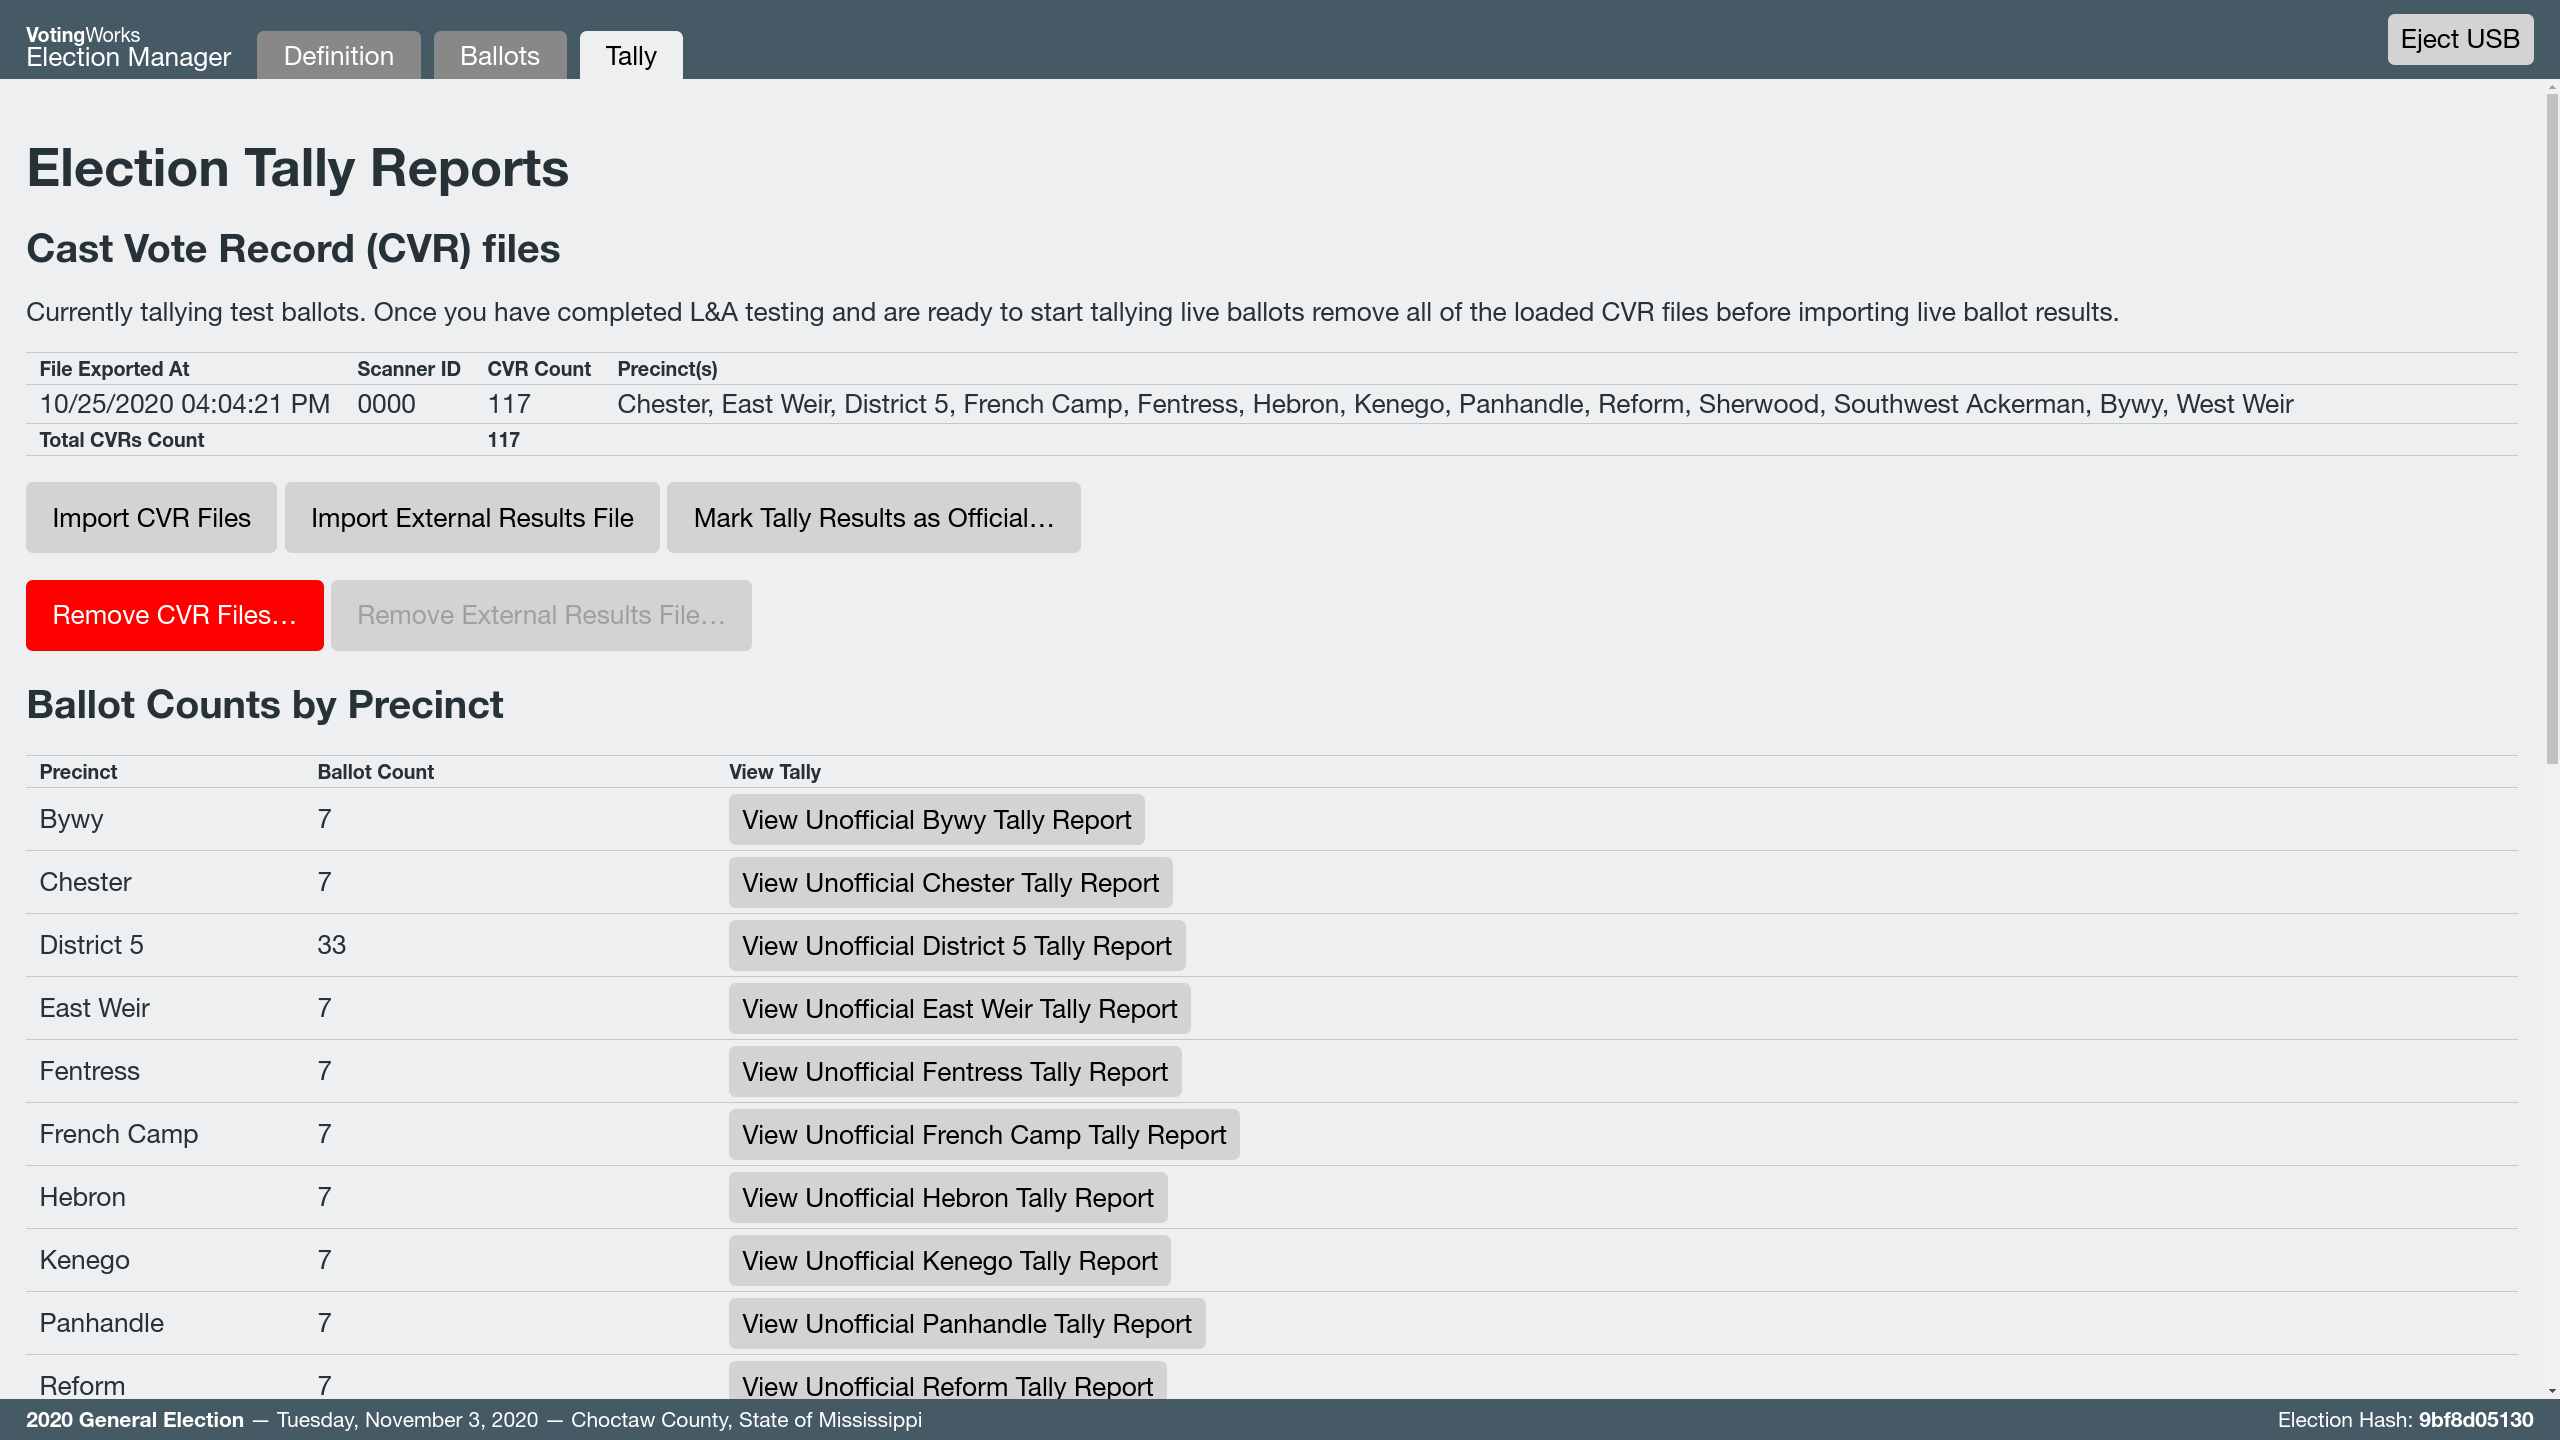 VotingWorks
Election Manager
Definition
Ballots
Tally
Eject USB
Election Tally Reports
Cast Vote Record (CVR) files
Currently tallying test ballots. Once you have completed L&A testing and are ready to start tallying live ballots remove all of the loaded CVR files before importing live ballot results.
File Exported At Scanner ID CVR Count Precinct(s)
10/25/2020 04:04:21 PM 0000 117 Chester, East Weir, District 5, French Camp, Fentress, Hebron, Kenego, Panhandle, Reform, Sherwood, Southwest Ackerman, Bywy, West Weir
Total CVRs Count 117
Import CVR Files Import External Results File Mark Tally Results as Official…
Remove CVR Files… Remove External Results File…
Ballot Counts by Precinct
Precinct Ballot Count View Tally
Bywy 7 View Unofficial Bywy Tally Report
Chester 7 View Unofficial Chester Tally Report
District 5 33 View Unofficial District 5 Tally Report
East Weir 7 View Unofficial East Weir Tally Report
Fentress 7 View Unofficial Fentress Tally Report
French Camp 7 View Unofficial French Camp Tally Report
Hebron 7 View Unofficial Hebron Tally Report
Kenego 7 View Unofficial Kenego Tally Report
Panhandle 7 View Unofficial Panhandle Tally Report
Reform 7 View Unofficial Reform Tally Report
2020 General Election — Tuesday, November 3, 2020 — Choctaw County, State of Mississippi
Election Hash: 9bf8d05130